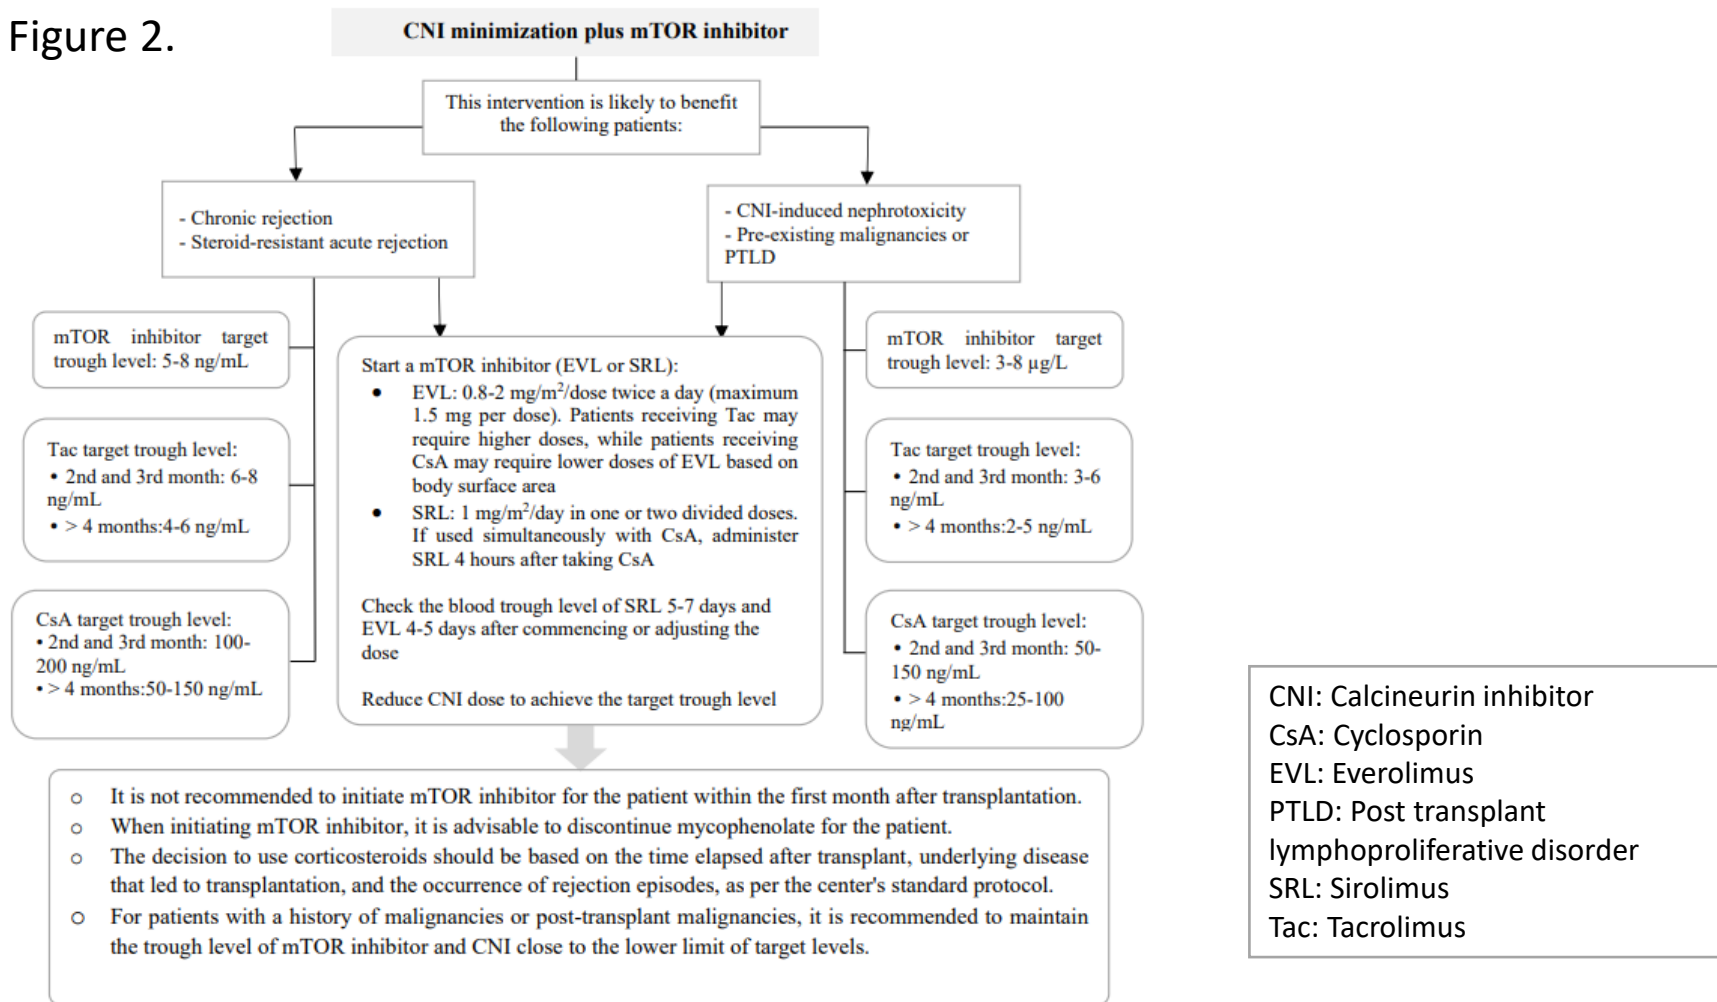 Figure 2.
CNI minimization plus mTOR inhibitor
This intervention is likely to benefit
the following patients:
- Chronic rejection
- Steroid-resistant acute rejection
- CNI-induced nephrotoxicity
- Pre-existing malignancies or
PTLD
mTOR inhibitor target
trough level: 5-8 ng/mL
Tac target trough level:
• 2nd and 3rd month: 6-8
ng/mL
• > 4 months:4-6 ng/mL
CsA target trough level:
• 2nd and 3rd month: 100-
200 ng/mL
• > 4 months:50-150 ng/mL
Start a mTOR inhibitor (EVL or SRL):
● EVL: 0.8-2 mg/m²/dose twice a day (maximum
1.5 mg per dose). Patients receiving Tac may
require higher doses, while patients receiving
CsA may require lower doses of EVL based on
body surface area
● SRL: 1 mg/m²/day in one or two divided doses.
If used simultaneously with CsA, administer
SRL 4 hours after taking CsA
Check the blood trough level of SRL 5-7 days and
EVL 4-5 days after commencing or adjusting the
dose
Reduce CNI dose to achieve the target trough level
mTOR inhibitor target
trough level: 3-8 µg/L
Tac target trough level:
• 2nd and 3rd month: 3-6
ng/mL
• > 4 months:2-5 ng/mL
CsA target trough level:
• 2nd and 3rd month: 50-
150 ng/mL
• > 4 months:25-100
ng/mL
o It is not recommended to initiate mTOR inhibitor for the patient within the first month after transplantation.
o When initiating mTOR inhibitor, it is advisable to discontinue mycophenolate for the patient.
o The decision to use corticosteroids should be based on the time elapsed after transplant, underlying disease
that led to transplantation, and the occurrence of rejection episodes, as per the center's standard protocol.
o For patients with a history of malignancies or post-transplant malignancies, it is recommended to maintain
the trough level of mTOR inhibitor and CNI close to the lower limit of target levels.
CNI: Calcineurin inhibitor
CsA: Cyclosporin
EVL: Everolimus
PTLD: Post transplant
lymphoproliferative disorder
SRL: Sirolimus
Tac: Tacrolimus